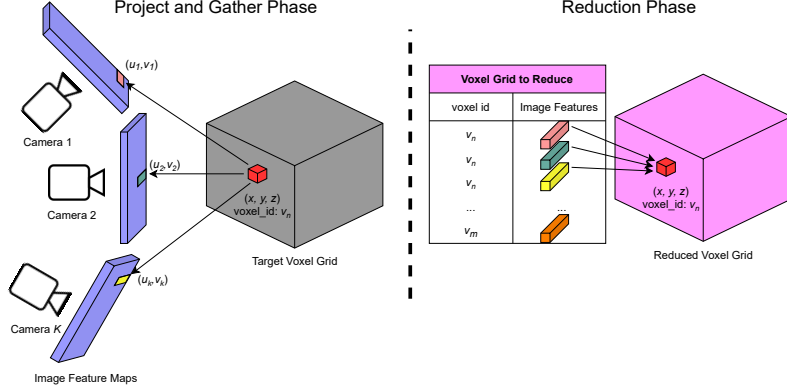 Project and Gather Phase
(u1,v1)
Camera 1
(u2,v2)
Camera 2
(x, y, z)
voxel_id: vn
Target Voxel Grid
(uk,vk)
Camera K
Image Feature Maps
Reduction Phase
Voxel Grid to Reduce
voxel id Image Features
vn
vn
vn
... ...
vm
(x, y, z)
voxel_id: vn
Reduced Voxel Grid